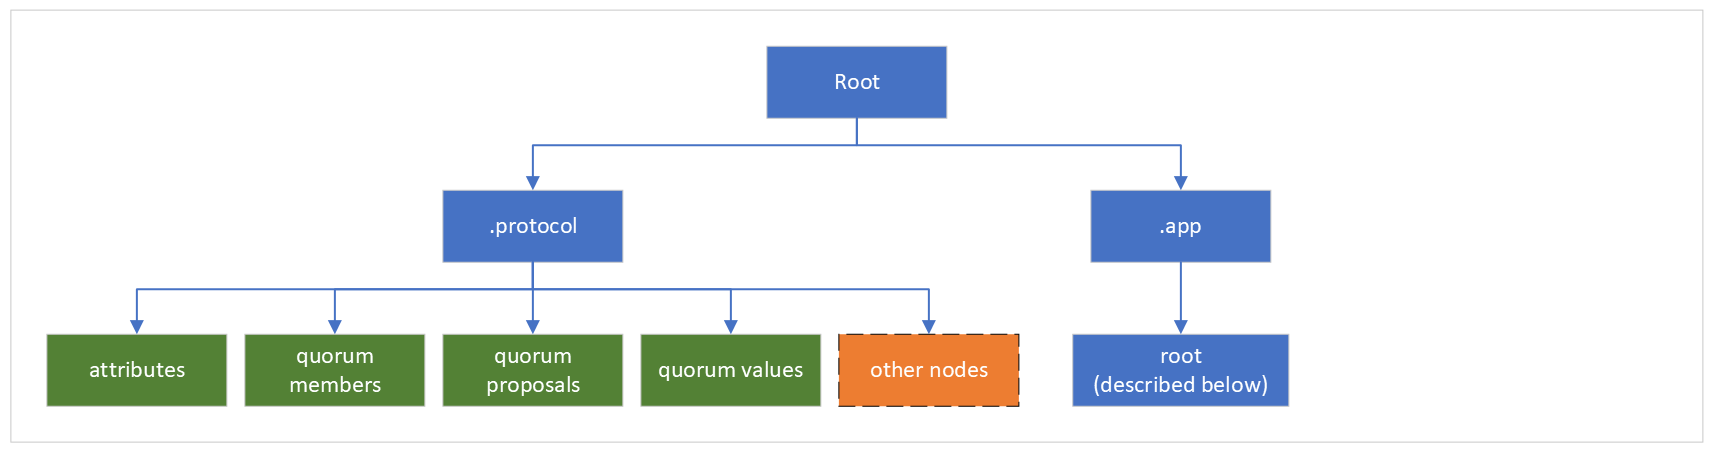 Root
.protocol
.app
attributes
quorum
members
quorum
proposals
quorum values
other nodes
root
(described below)